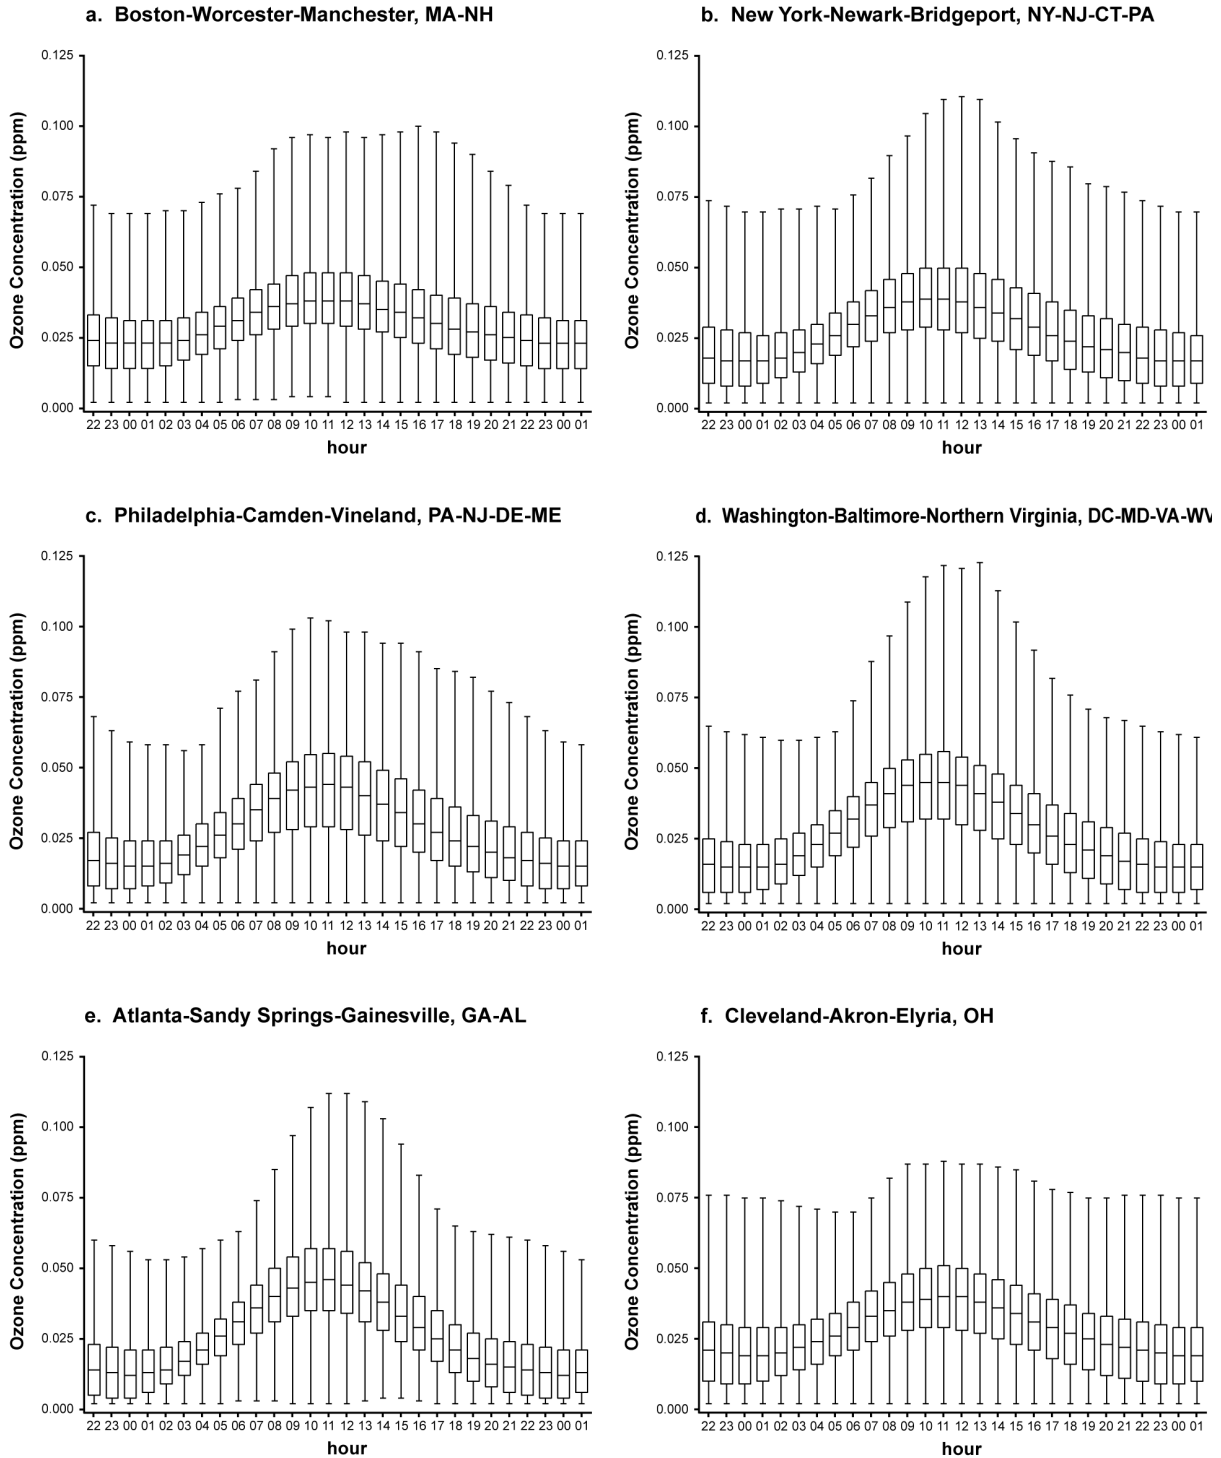 a. Boston-Worcester-Manchester, MA-NH
Ozone Concentration (ppm)
0.125
0.100
0.075
0.050
0.025
0.000
22 23 00 01 02 03 04 05 06 07 08 09 10 11 12 13 14 15 16 17 18 19 20 21 22 23 00 01
hour
b. New York-Newark-Bridgeport, NY-NJ-CT-PA
Ozone Concentration (ppm)
0.125
0.100
0.075
0.050
0.025
0.000
22 23 00 01 02 03 04 05 06 07 08 09 10 11 12 13 14 15 16 17 18 19 20 21 22 23 00 01
hour
c. Philadelphia-Camden-Vineland, PA-NJ-DE-ME
Ozone Concentration (ppm)
0.125
0.100
0.075
0.050
0.025
0.000
22 23 00 01 02 03 04 05 06 07 08 09 10 11 12 13 14 15 16 17 18 19 20 21 22 23 00 01
hour
d. Washington-Baltimore-Northern Virginia, DC-MD-VA-WV
Ozone Concentration (ppm)
0.125
0.100
0.075
0.050
0.025
0.000
22 23 00 01 02 03 04 05 06 07 08 09 10 11 12 13 14 15 16 17 18 19 20 21 22 23 00 01
hour
e. Atlanta-Sandy Springs-Gainesville, GA-AL
Ozone Concentration (ppm)
0.125
0.100
0.075
0.050
0.025
0.000
22 23 00 01 02 03 04 05 06 07 08 09 10 11 12 13 14 15 16 17 18 19 20 21 22 23 00 01
hour
f. Cleveland-Akron-Elyria, OH
Ozone Concentration (ppm)
0.125
0.100
0.075
0.050
0.025
0.000
22 23 00 01 02 03 04 05 06 07 08 09 10 11 12 13 14 15 16 17 18 19 20 21 22 23 00 01
hour